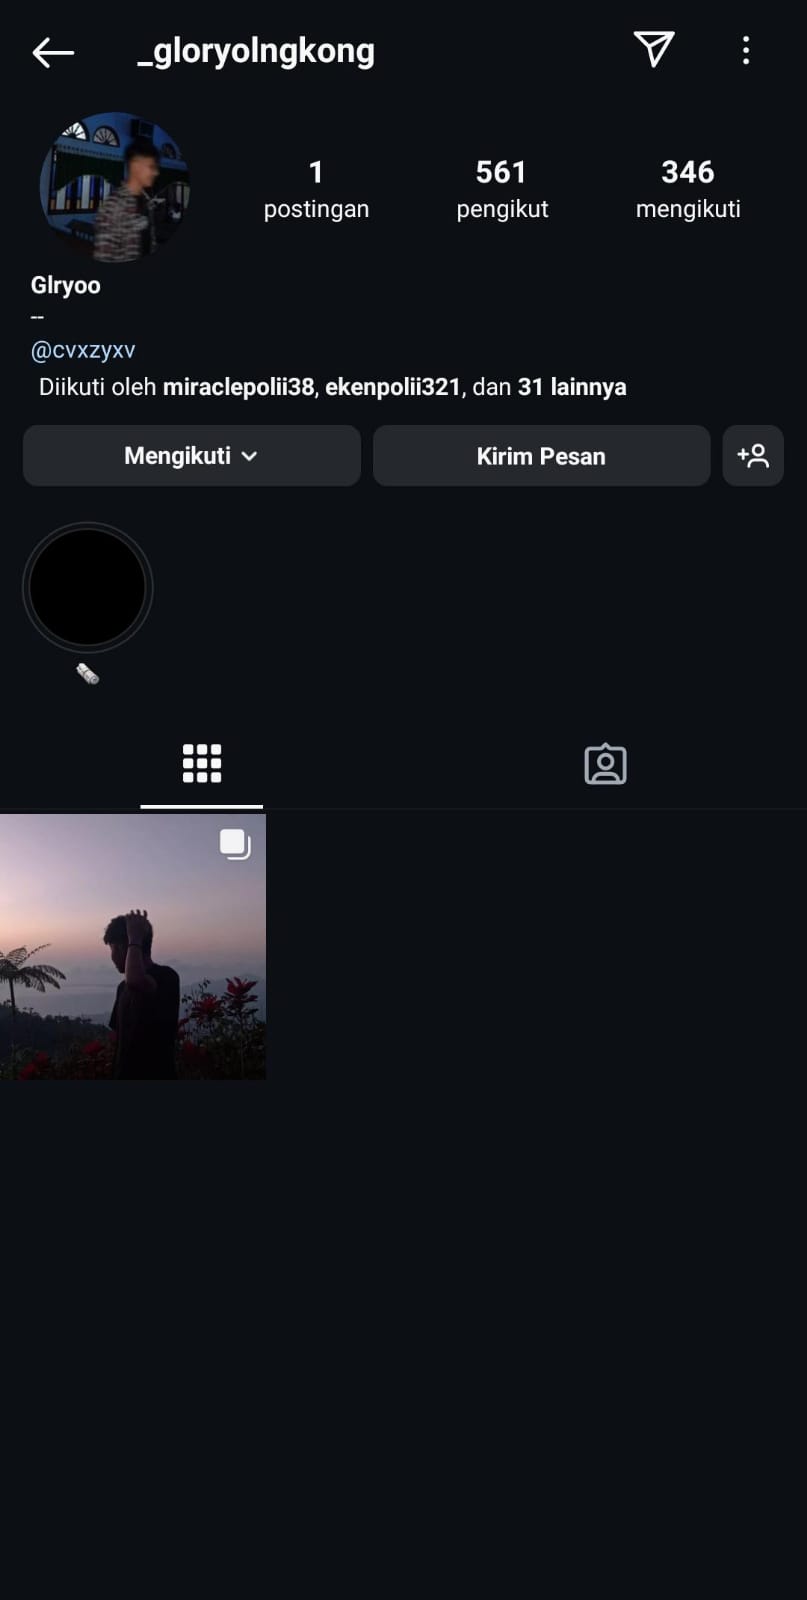 _gloryolngkong
1
561
346
postingan
pengikut
mengikuti
Glryoo
--
@cvxzyxv
Diikuti oleh miraclepolii38, ekenpolii321, dan 31 lainnya
Mengikuti
Kirim Pesan